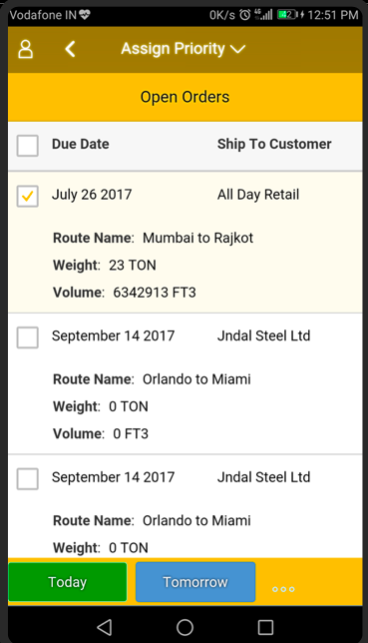 Vodafone IN 0K/s 4G 12:51 PM
Assign Priority
Open Orders
Due Date Ship To Customer
July 26 2017 All Day Retail
Route Name: Mumbai to Rajkot
Weight: 23 TON
Volume: 6342913 FT3
September 14 2017 Jndal Steel Ltd
Route Name: Orlando to Miami
Weight: 0 TON
Volume: 0 FT3
September 14 2017 Jndal Steel Ltd
Route Name: Orlando to Miami
Weight: 0 TON
Today Tomorrow